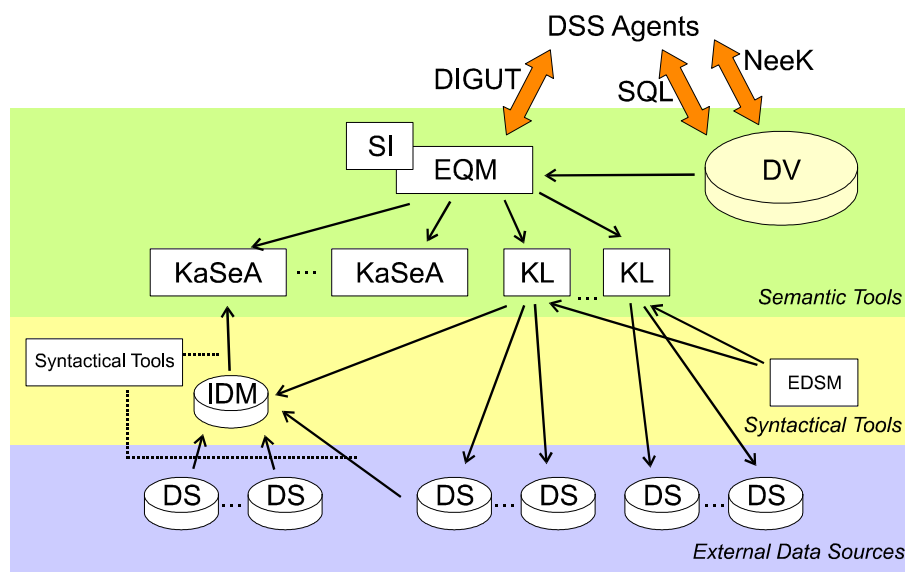 DSS Agents
DIGUT
SQL
NeeK
SI
EQM
DV
KaSeA
...
KaSeA
KL
...
KL
Semantic Tools
Syntactical Tools
IDM
EDSM
Syntactical Tools
DS
...
DS
DS
...
DS
DS
...
DS
External Data Sources